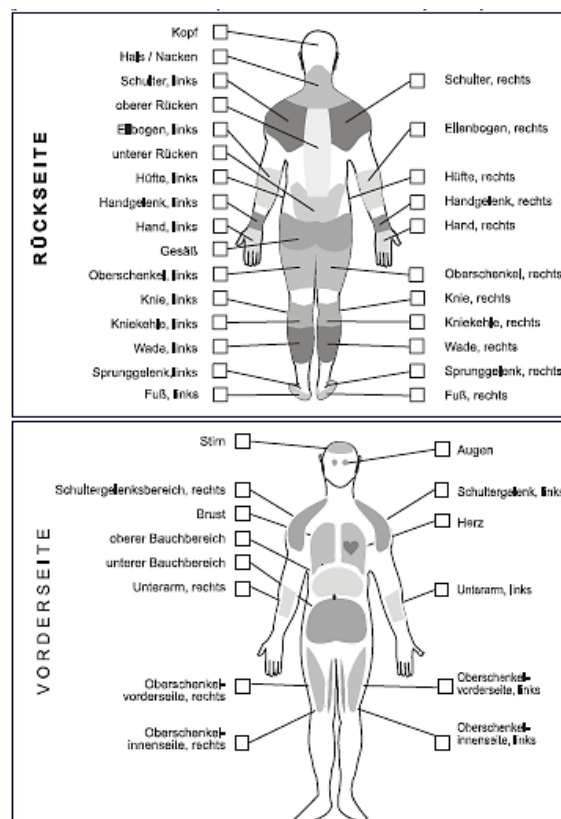 RÜCKSEITE
Kopf
Hals / Nacken
Schulter, links
oberer Rücken
Ellbogen, links
unterer Rücken
Hüfte, links
Handgelenk, links
Hand, links
Gesäß
Oberschenkel, links
Knie, links
Kniekehle, links
Wade, links
Sprunggelenk,links
Fuß, links
Schulter, rechts
Ellenbogen, rechts
Hüfte, rechts
Handgelenk, rechts
Hand, rechts
Oberschenkel, rechts
Knie, rechts
Kniekehle, rechts
Wade, rechts
Sprunggelenk, rechts
Fuß, rechts
VORDERSEITE
Stirn
Schultergelenksbereich, rechts
Brust
oberer Bauchbereich
unterer Bauchbereich
Unterarm, rechts
Oberschenkel-
vorderseite, rechts
Oberschenkel-
innenseite, rechts
Augen
Schultergelenk, links
Herz
Unterarm, links
Oberschenkel-
vorderseite, links
Oberschenkel-
innenseite, links